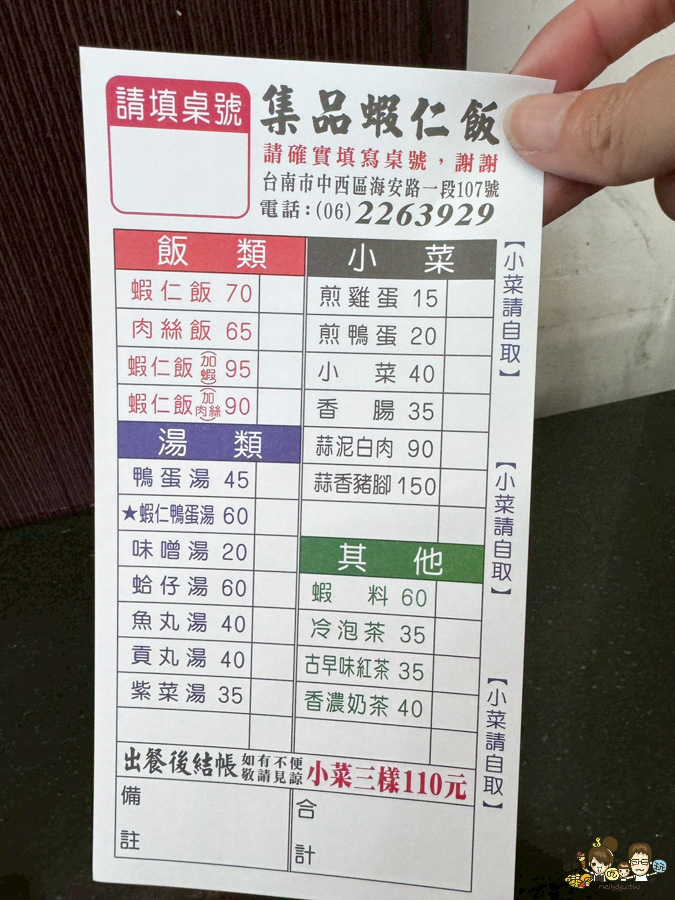 請填桌號
集品蝦仁飯
請確實填寫桌號，謝謝
台南市中西區海安路一段107號
電話：(06)2263929
飯 類
蝦仁飯 70
肉絲飯 65
蝦仁飯(加蝦) 95
蝦仁飯(加肉絲) 90
湯 類
鴨蛋湯 45
★蝦仁鴨蛋湯 60
味噌湯 20
蛤仔湯 60
魚丸湯 40
貢丸湯 40
紫菜湯 35
小 菜
煎雞蛋 15
煎鴨蛋 20
小 菜 40
香 腸 35
蒜泥白肉 90
蒜香豬腳 150
其 他
蝦 料 60
冷泡茶 35
古早味紅茶 35
香濃奶茶 40
【小菜請自取】
【小菜請自取】
【小菜請自取】
出餐後結帳 如有不便敬請見諒 小菜三樣110元
備註
合計